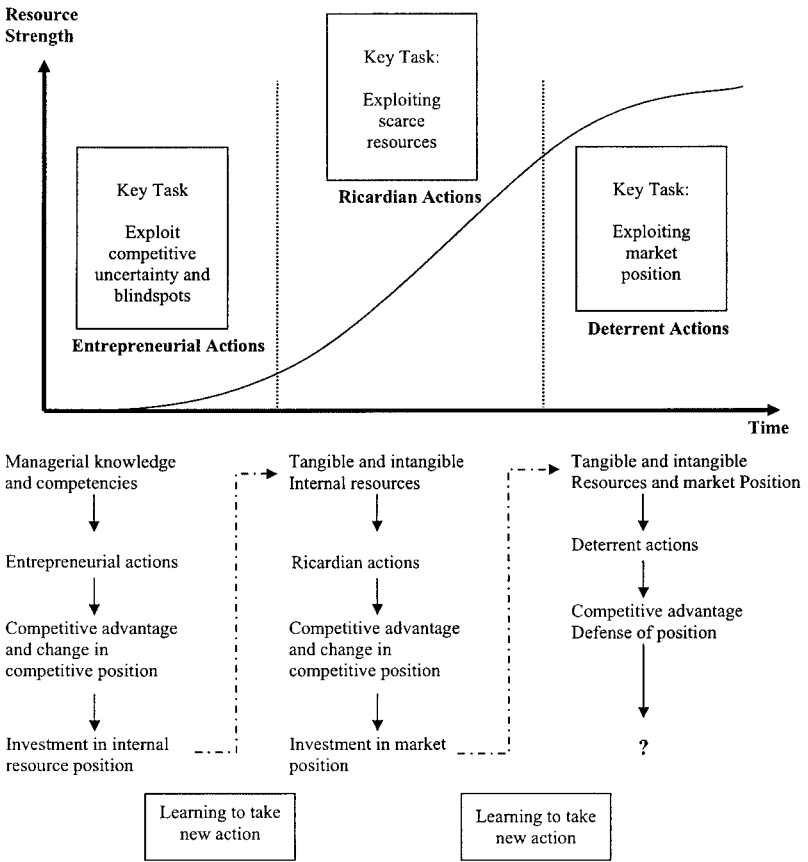 Resource
Strength
Key Task:
Exploiting
scarce
resources
Ricardian Actions
Key Task
Exploit
competitive
uncertainty and
blindspots
Entrepreneurial Actions
Key Task:
Exploiting
market
position
Deterrent Actions
Time
Managerial knowledge
and competencies
Entrepreneurial actions
Competitive advantage
and change in
competitive position
Investment in internal
resource position
Tangible and intangible
Internal resources
Ricardian actions
Competitive advantage
and change in
competitive position
Investment in market
position
Tangible and intangible
Resources and market Position
Deterrent actions
Competitive advantage
Defense of position
?
Learning to take
new action
Learning to take
new action